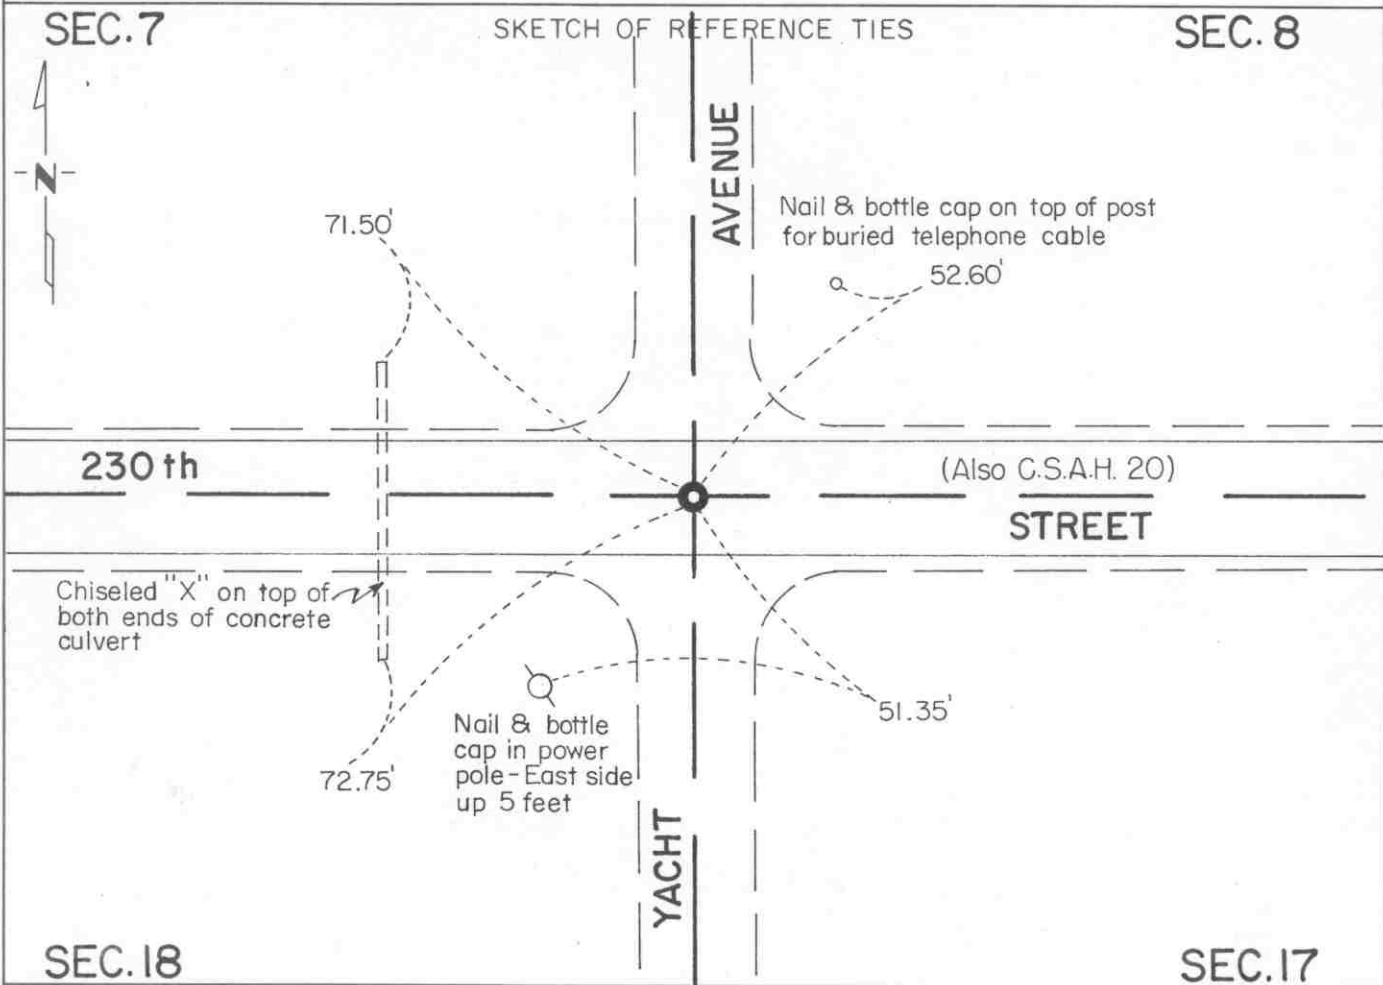 SKETCH OF REFERENCE TIES
SEC. 7
SEC. 8
N
AVENUE
Nail & bottle cap on top of post
for buried telephone cable
71.50'
52.60'
230th
(Also C.S.A.H. 20)
STREET
Chiseled "X" on top of
both ends of concrete
culvert
51.35'
Nail & bottle
cap in power
pole - East side
up 5 feet
72.75'
YACHT
SEC. 18
SEC. 17